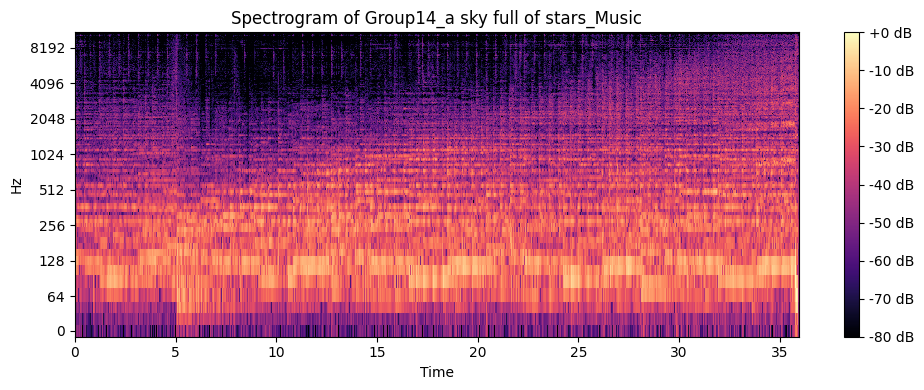 Spectrogram of Group14_a sky full of stars_Music
8192
4096
2048
1024
512
256
128
64
0
Hz
0
5
10
15
20
25
30
35
Time
+0 dB
-10 dB
-20 dB
-30 dB
-40 dB
-50 dB
-60 dB
-70 dB
-80 dB